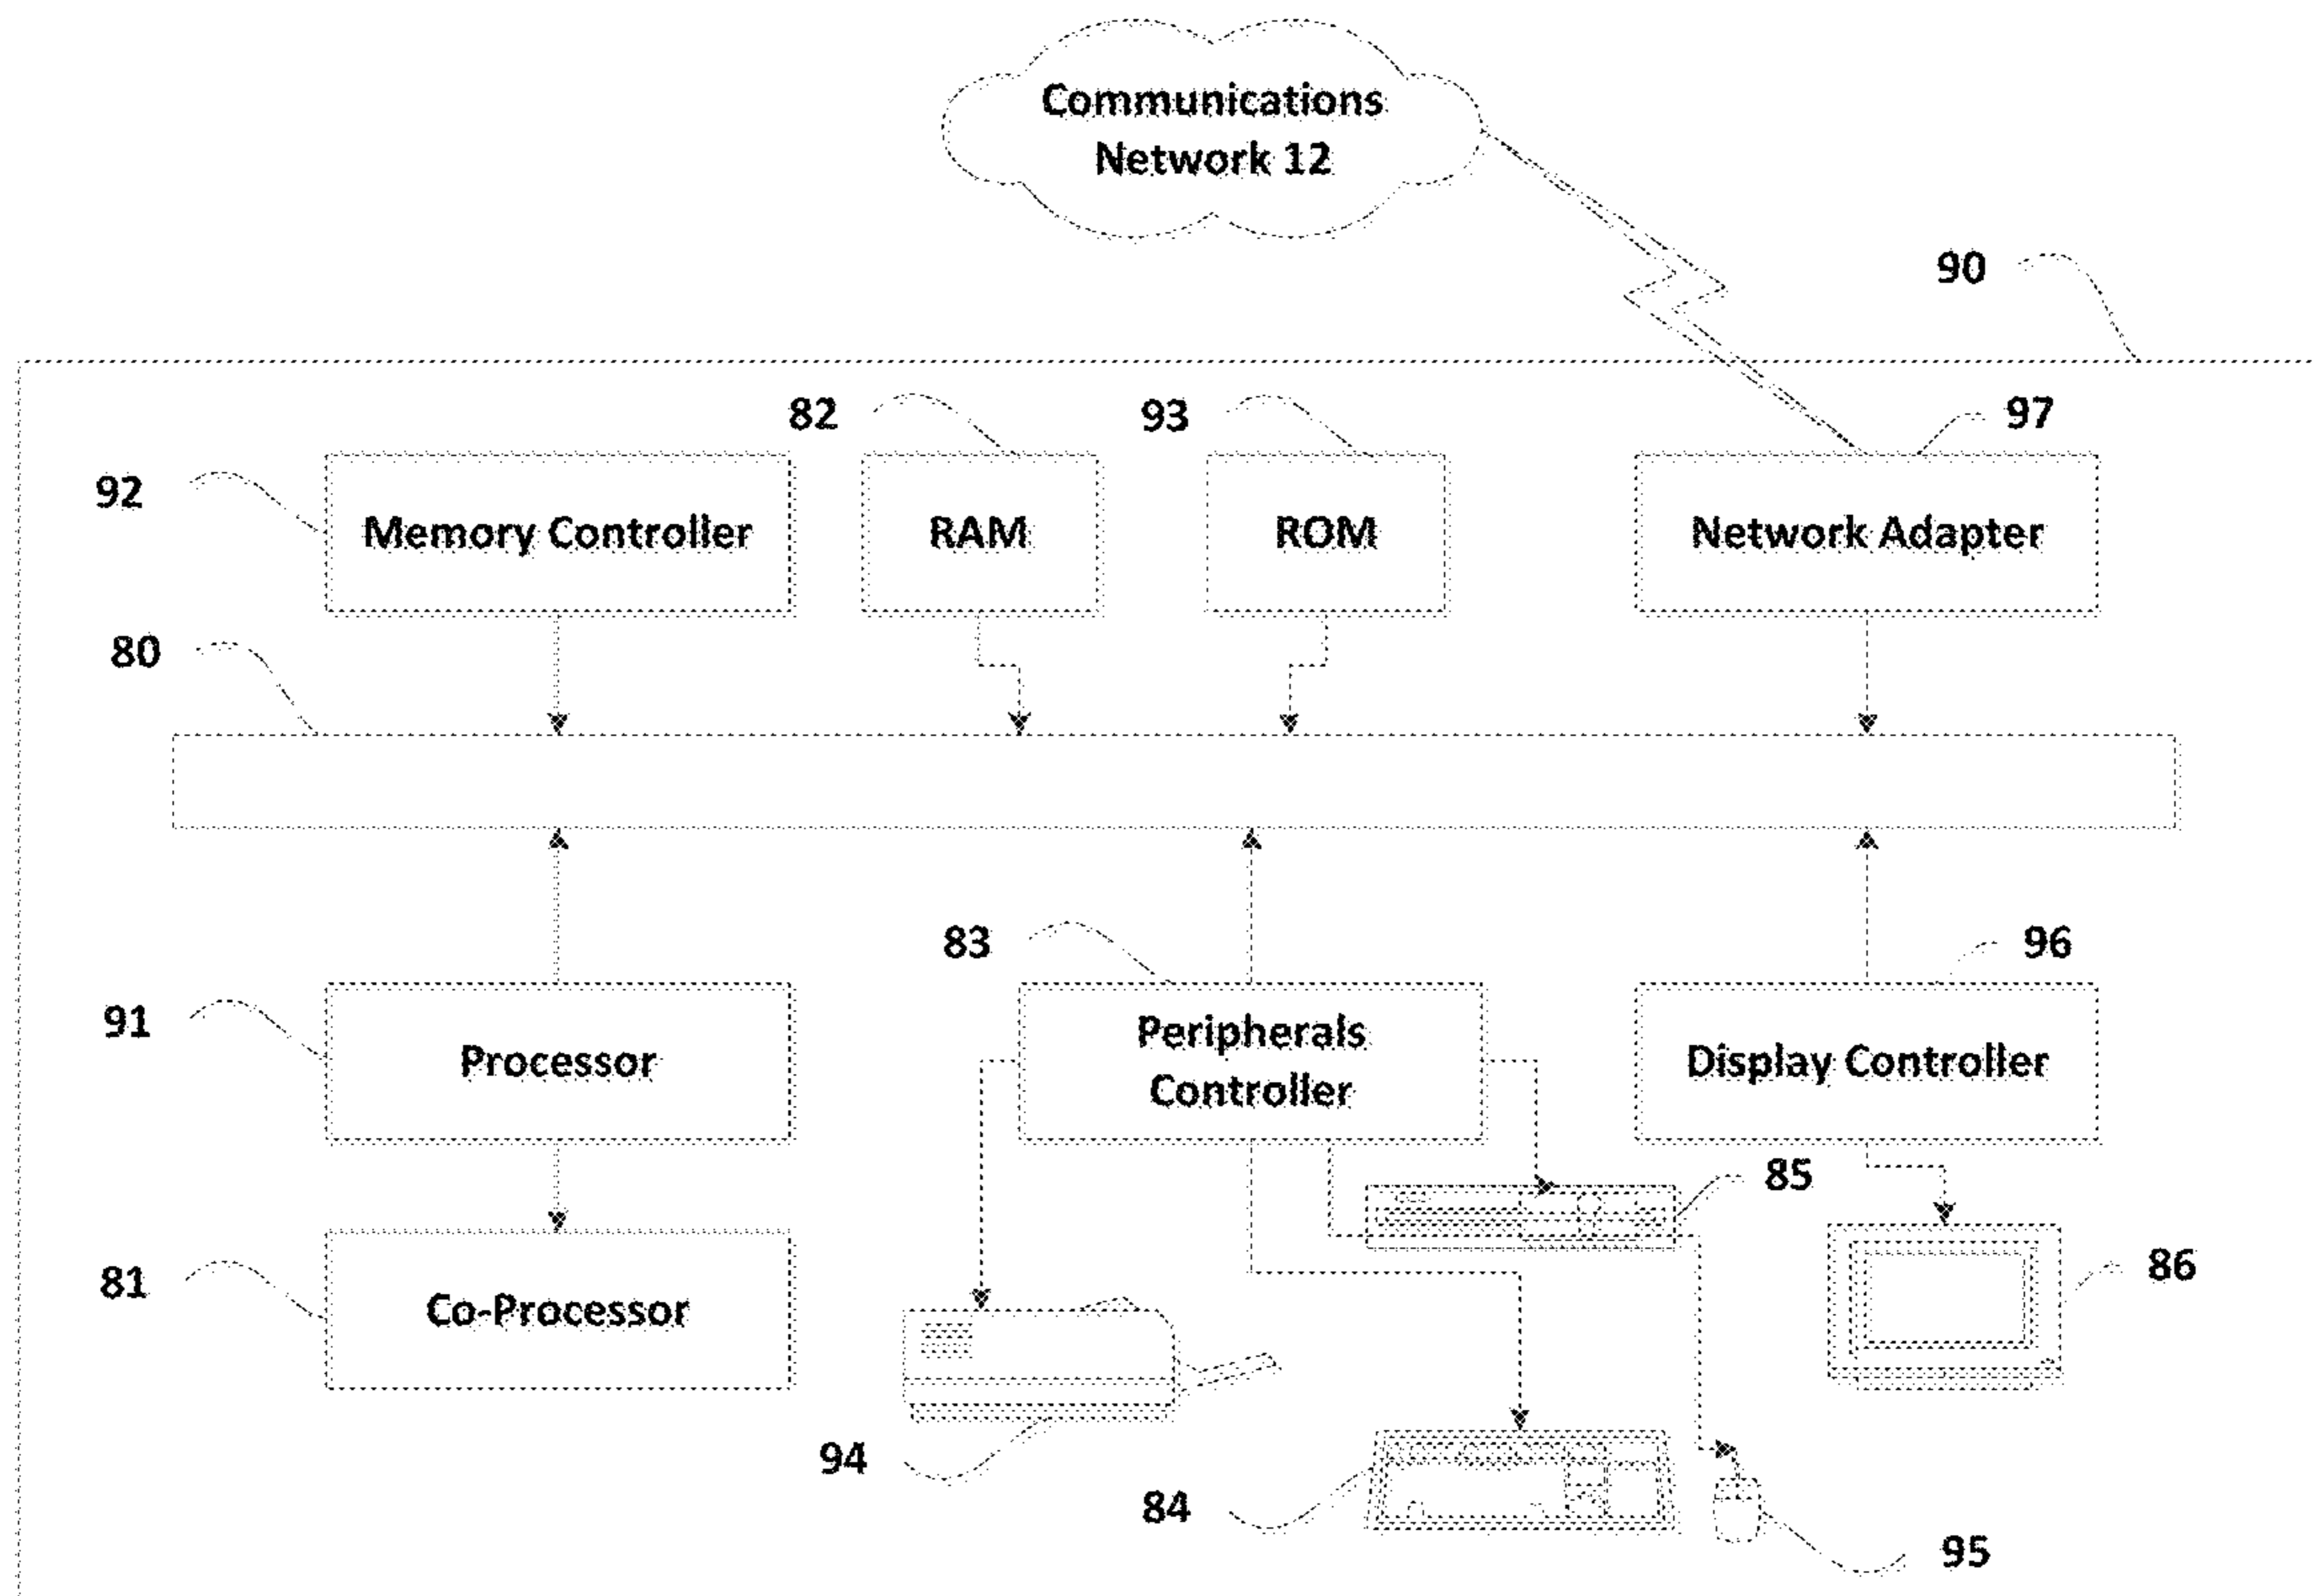 Communications
Network 12
90
82
93
97
92
Memory Controller
RAM
ROM
Network Adapter
80
83
96
91
Processor
Peripherals
Controller
Display Controller
85
81
Co-Processor
86
94
84
95